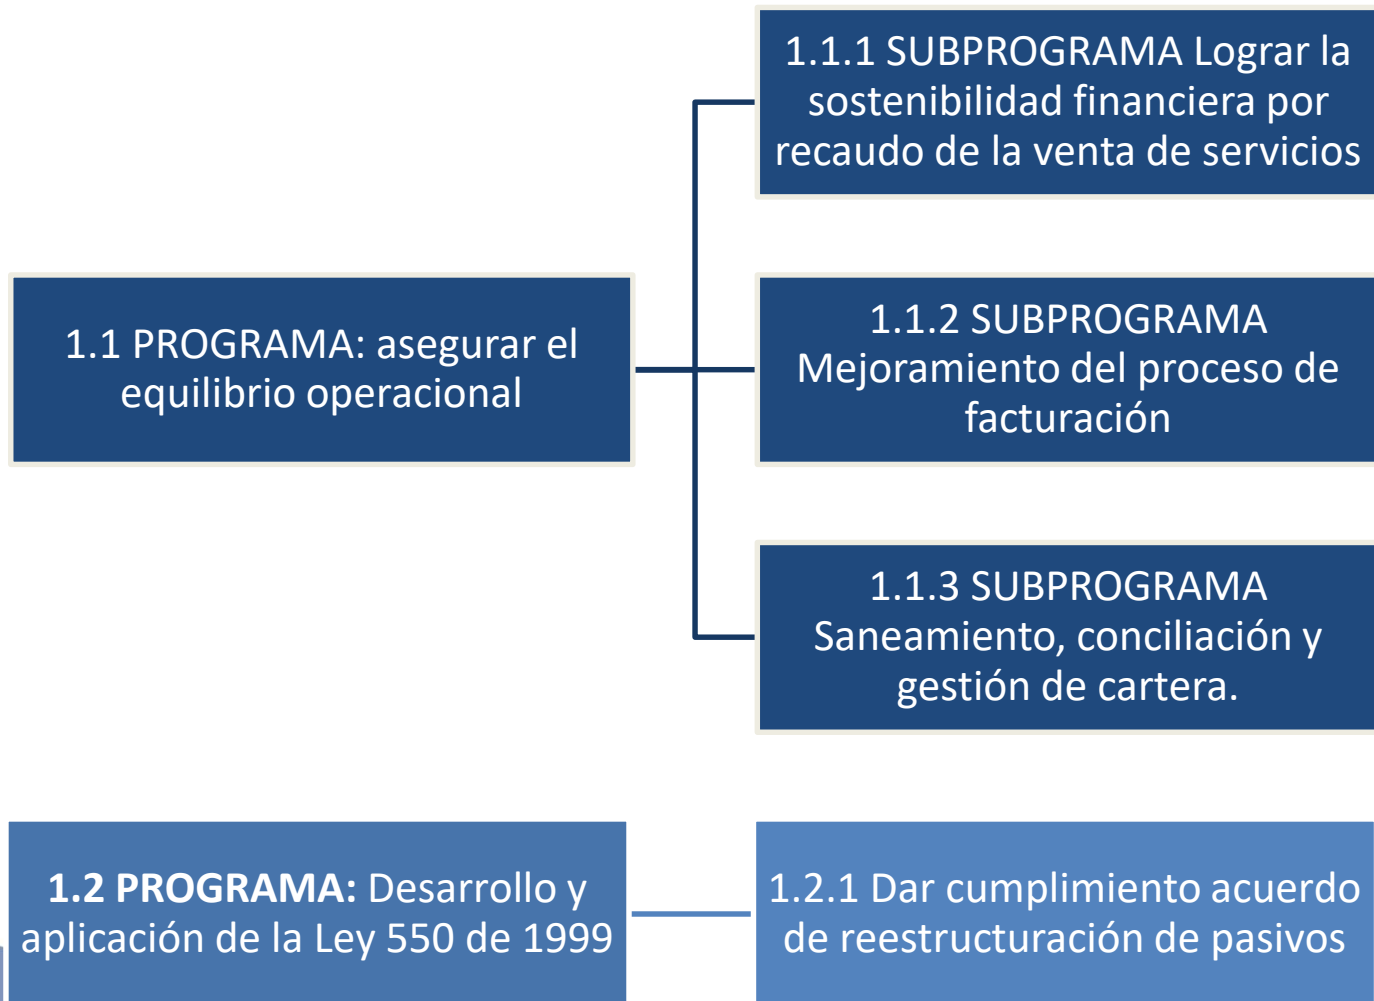 1.1.1 SUBPROGRAMA Lograr la
sostenibilidad financiera por
recaudo de la venta de servicios
1.1 PROGRAMA: asegurar el
equilibrio operacional
1.1.2 SUBPROGRAMA
Mejoramiento del proceso de
facturación
1.1.3 SUBPROGRAMA
Saneamiento, conciliación y
gestión de cartera.
1.2 PROGRAMA: Desarrollo y
aplicación de la Ley 550 de 1999
1.2.1 Dar cumplimiento acuerdo
de reestructuración de pasivos